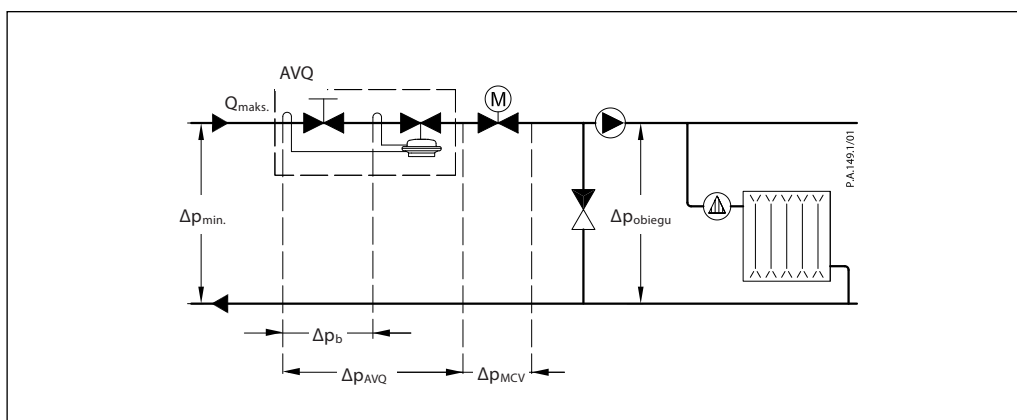 AVQ
Qmaks.
M
Δpmin.
Δpobiegu
P.A.149.1/01
Δpb
ΔpAVQ
ΔpMCV